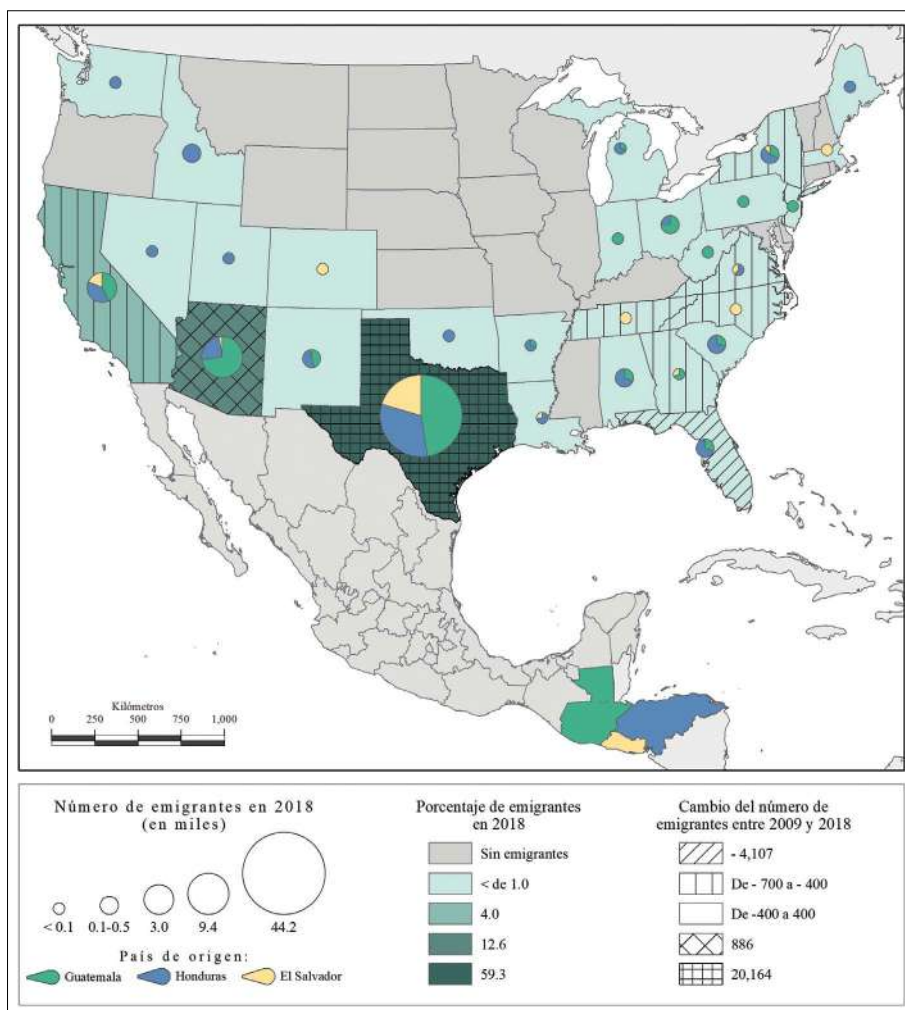 Kilómetros
0 250 500 750 1,000
Número de emigrantes en 2018
(en miles)
< 0.1 0.1-0.5 3.0 9.4 44.2
País de origen:
Guatemala Honduras El Salvador
Porcentaje de emigrantes
en 2018
Sin emigrantes
< de 1.0
4.0
12.6
59.3
Cambio del número de
emigrantes entre 2009 y 2018
- 4,107
De - 700 a - 400
De -400 a 400
886
20,164